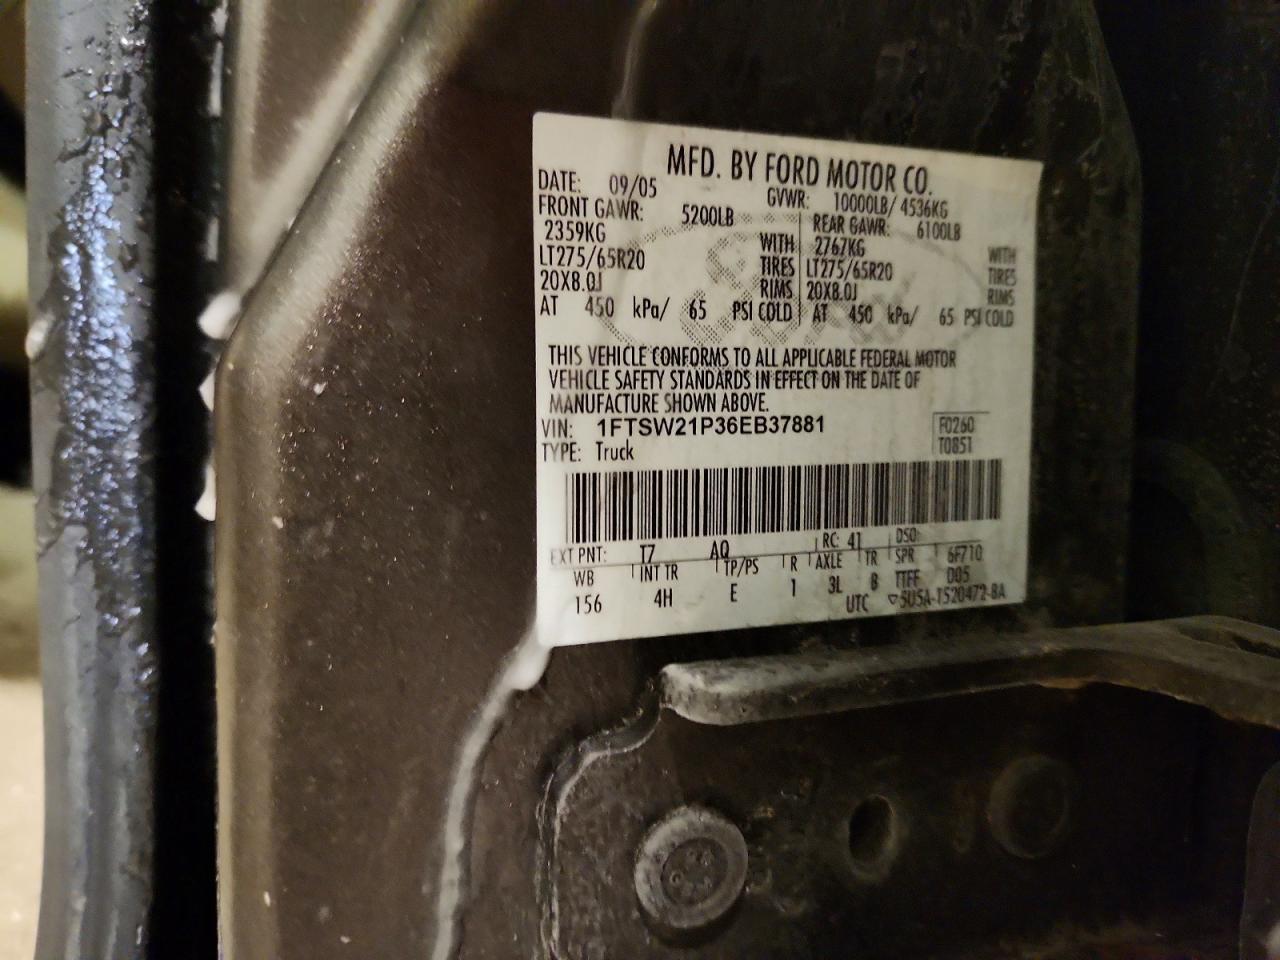 MFD. BY FORD MOTOR CO.
DATE: 09/05 GVWR: 10000LB/ 4536KG
FRONT GAWR: 5200LB REAR GAWR: 6100LB
2359KG WITH 2767KG WITH
LT275/65R20 TIRES LT275/65R20 TIRES
20X8.0J RIMS 20X8.0J RIMS
AT 450 kPa/ 65 PSI COLD AT 450 kPa/ 65 PSI COLD
THIS VEHICLE CONFORMS TO ALL APPLICABLE FEDERAL MOTOR
VEHICLE SAFETY STANDARDS IN EFFECT ON THE DATE OF
MANUFACTURE SHOWN ABOVE.
VIN: 1FTSW21P36EB37881 F0260
TYPE: Truck T0851
EXT PNT: T7 AQ RC: 41 DSO:
WB INT TR TP/PS R AXLE TR SPR 6F710
156 4H E 1 3L B TTFF D05
UTC ▽5U5A-1520472-BA